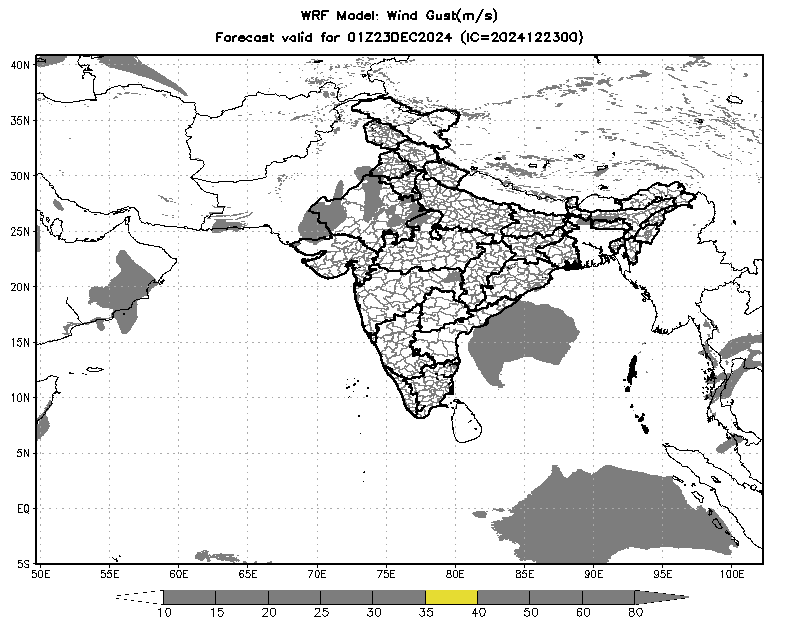 WRF Model: Wind Gust(m/s)
Forecast valid for 01Z23DEC2024 (IC=2024122300)
40N
35N
30N
25N
20N
15N
10N
5N
EQ
5S
50E 55E 60E 65E 70E 75E 80E 85E 90E 95E 100E
10 15 20 25 30 35 40 50 60 80